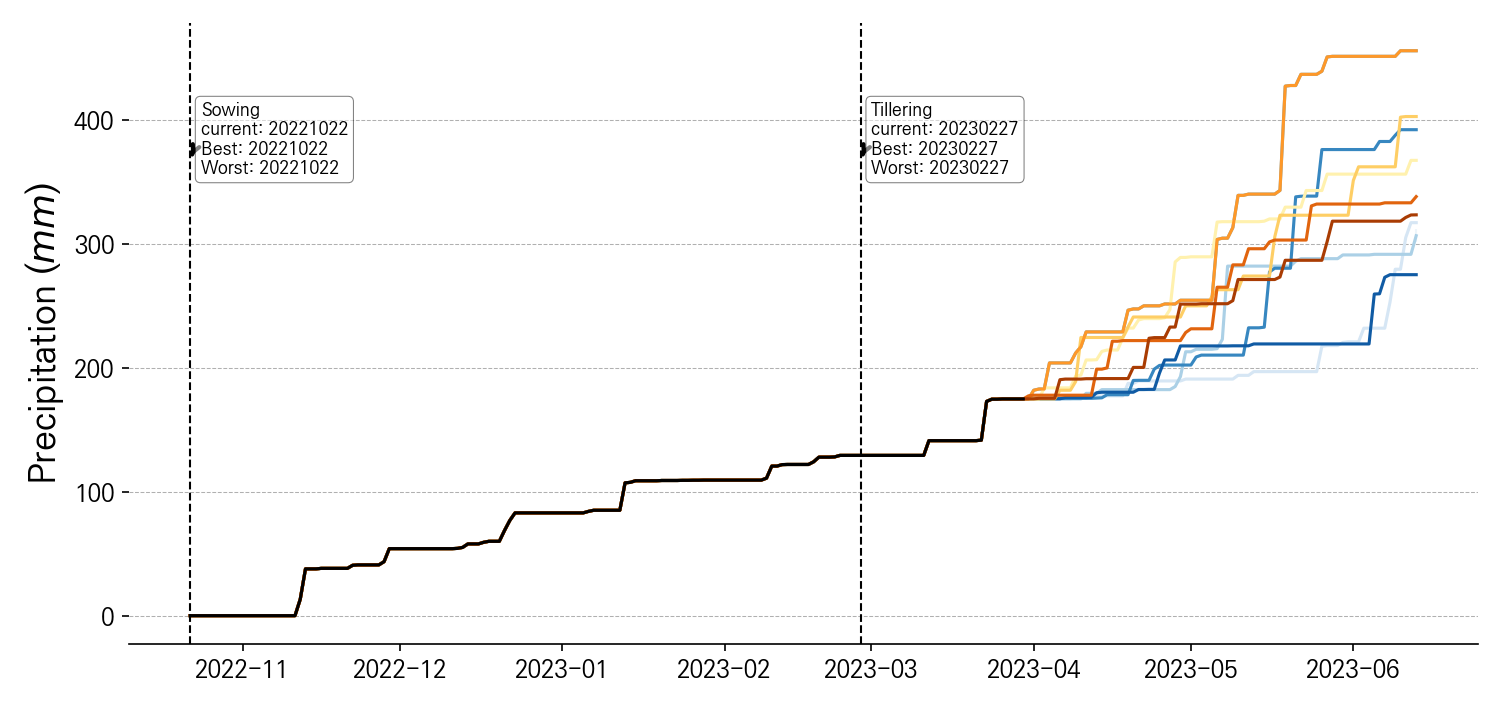 Precipitation (mm)
400
300
200
100
0
Sowing
current: 20221022
Best: 20221022
Worst: 20221022
Tillering
current: 20230227
Best: 20230227
Worst: 20230227
2022−11
2022−12
2023−01
2023−02
2023−03
2023−04
2023−05
2023−06